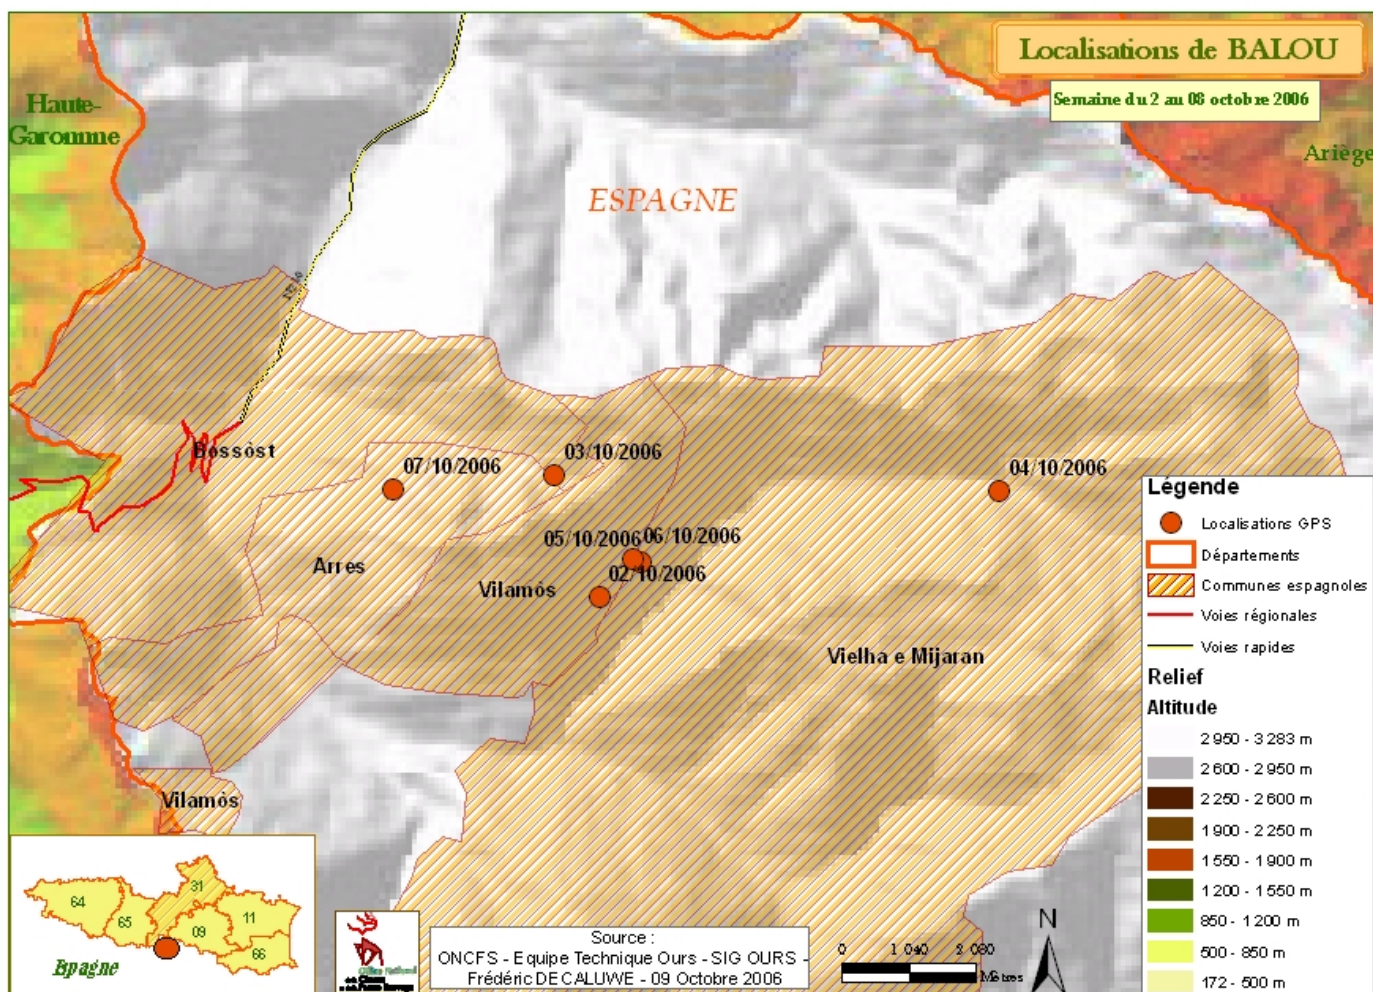 Localisations de BALOU
Semaine du 2 au 08 octobre 2006
Haute-
Garonne
Ariège
ESPAGNE
Bossòst
03/10/2006
07/10/2006
04/10/2006
05/10/2006
06/10/2006
02/10/2006
Arres
Vilamòs
Vielha e Mijaran
Vilamòs
Légende
Localisations GPS
Départements
Communes espagnoles
Voies régionales
Voies rapides
Relief
Altitude
2 950 - 3 283 m
2 600 - 2 950 m
2 250 - 2 600 m
1 900 - 2 250 m
1 550 - 1 900 m
1 200 - 1 550 m
850 - 1 200 m
500 - 850 m
172 - 500 m
31
64
65
09
11
66
Epagne
Source :
ONCFS - Equipe Technique Ours - SIG OURS -
Frédéric DECALUWE - 09 Octobre 2006
0 1 040 2 080
Mètres
N